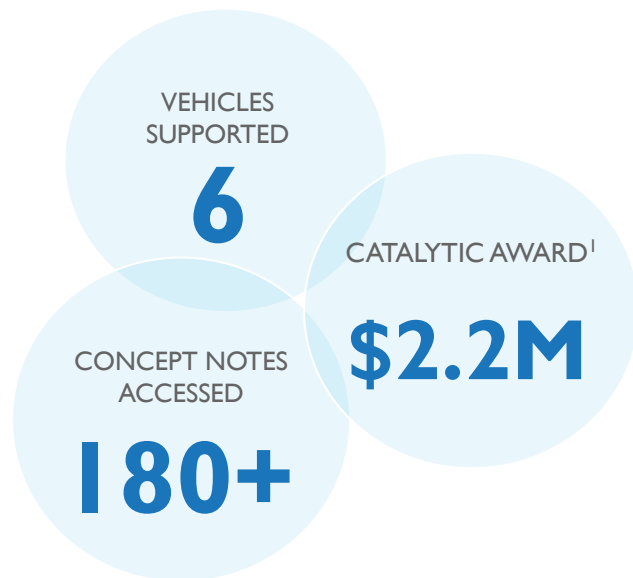 VEHICLES
SUPPORTED
6
CATALYTIC AWARD¹
$2.2M
CONCEPT NOTES
ACCESSED
180+